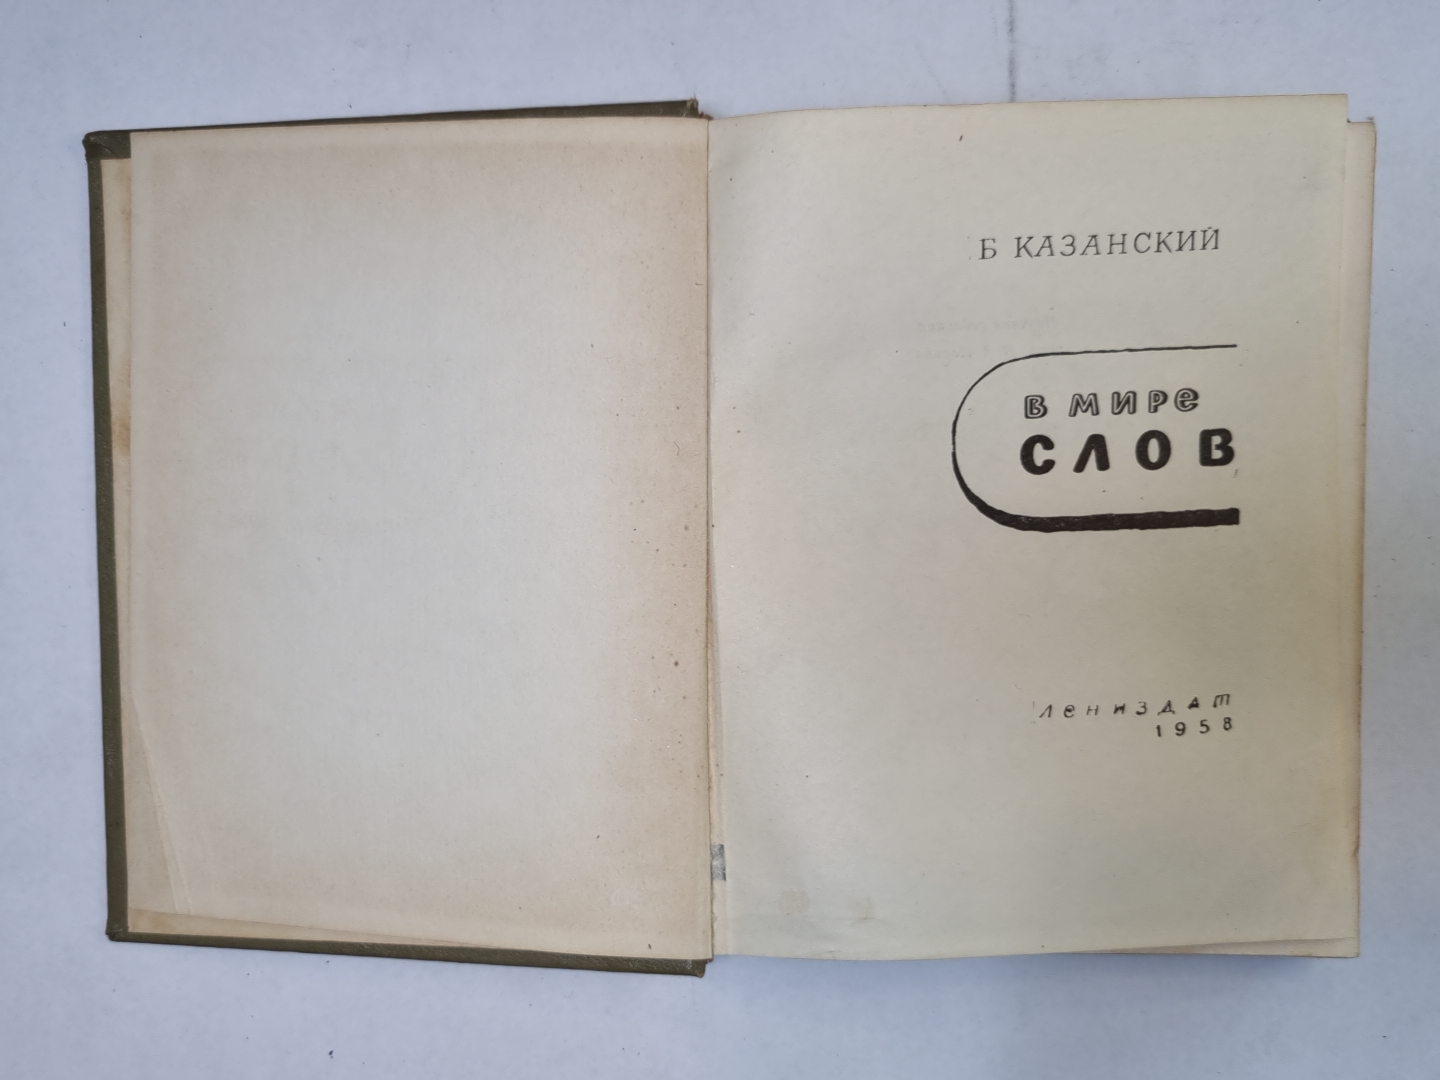 Б КАЗАНСКИЙ
В МИРе
СЛОВ
Лениздат
1958